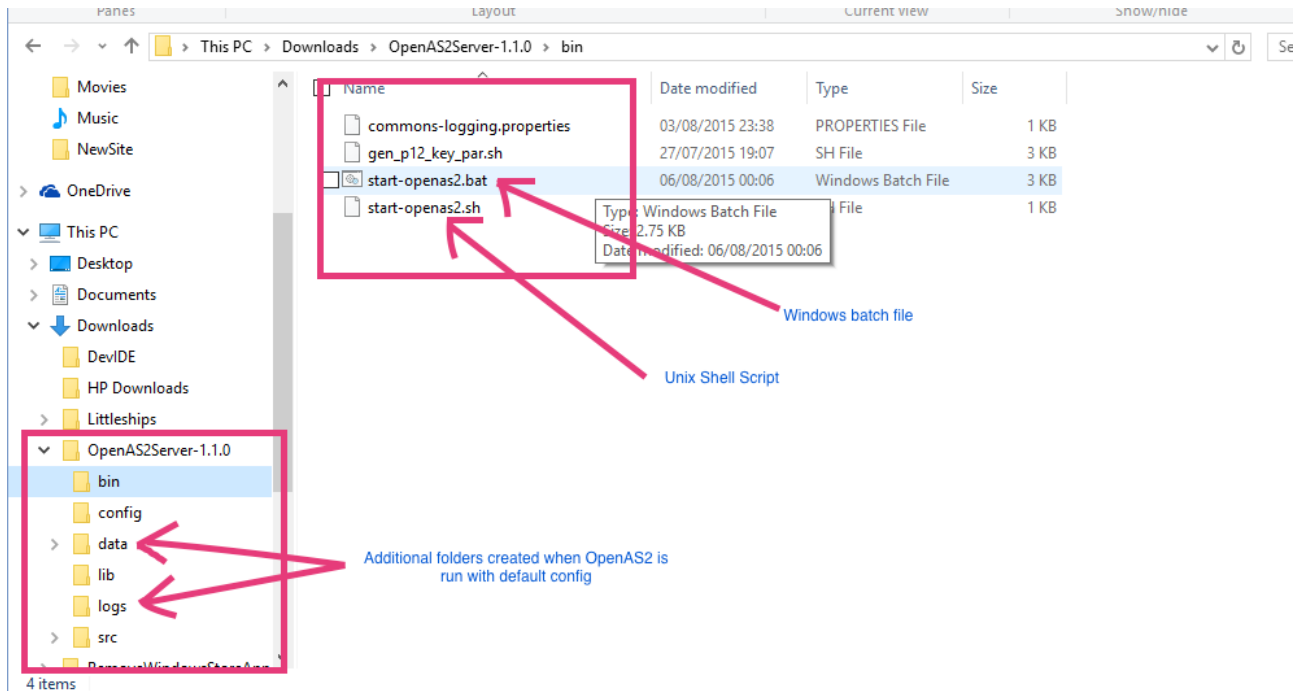 Panes Layout Current view Show/hide
This PC > Downloads > OpenAS2Server-1.1.0 > bin Se
Movies
Music
NewSite
OneDrive
This PC
Desktop
Documents
Downloads
DevIDE
HP Downloads
Littleships
OpenAS2Server-1.1.0
bin
config
data
lib
logs
src
RemoveWindowsStoreApp
4 items
Name Date modified Type Size
commons-logging.properties 03/08/2015 23:38 PROPERTIES File 1 KB
gen_p12_key_par.sh 27/07/2015 19:07 SH File 3 KB
start-openas2.bat 06/08/2015 00:06 Windows Batch File 3 KB
start-openas2.sh File 1 KB
Type: Windows Batch File
Size: 2.75 KB
Date modified: 06/08/2015 00:06
Windows batch file
Unix Shell Script
Additional folders created when OpenAS2 is
run with default config